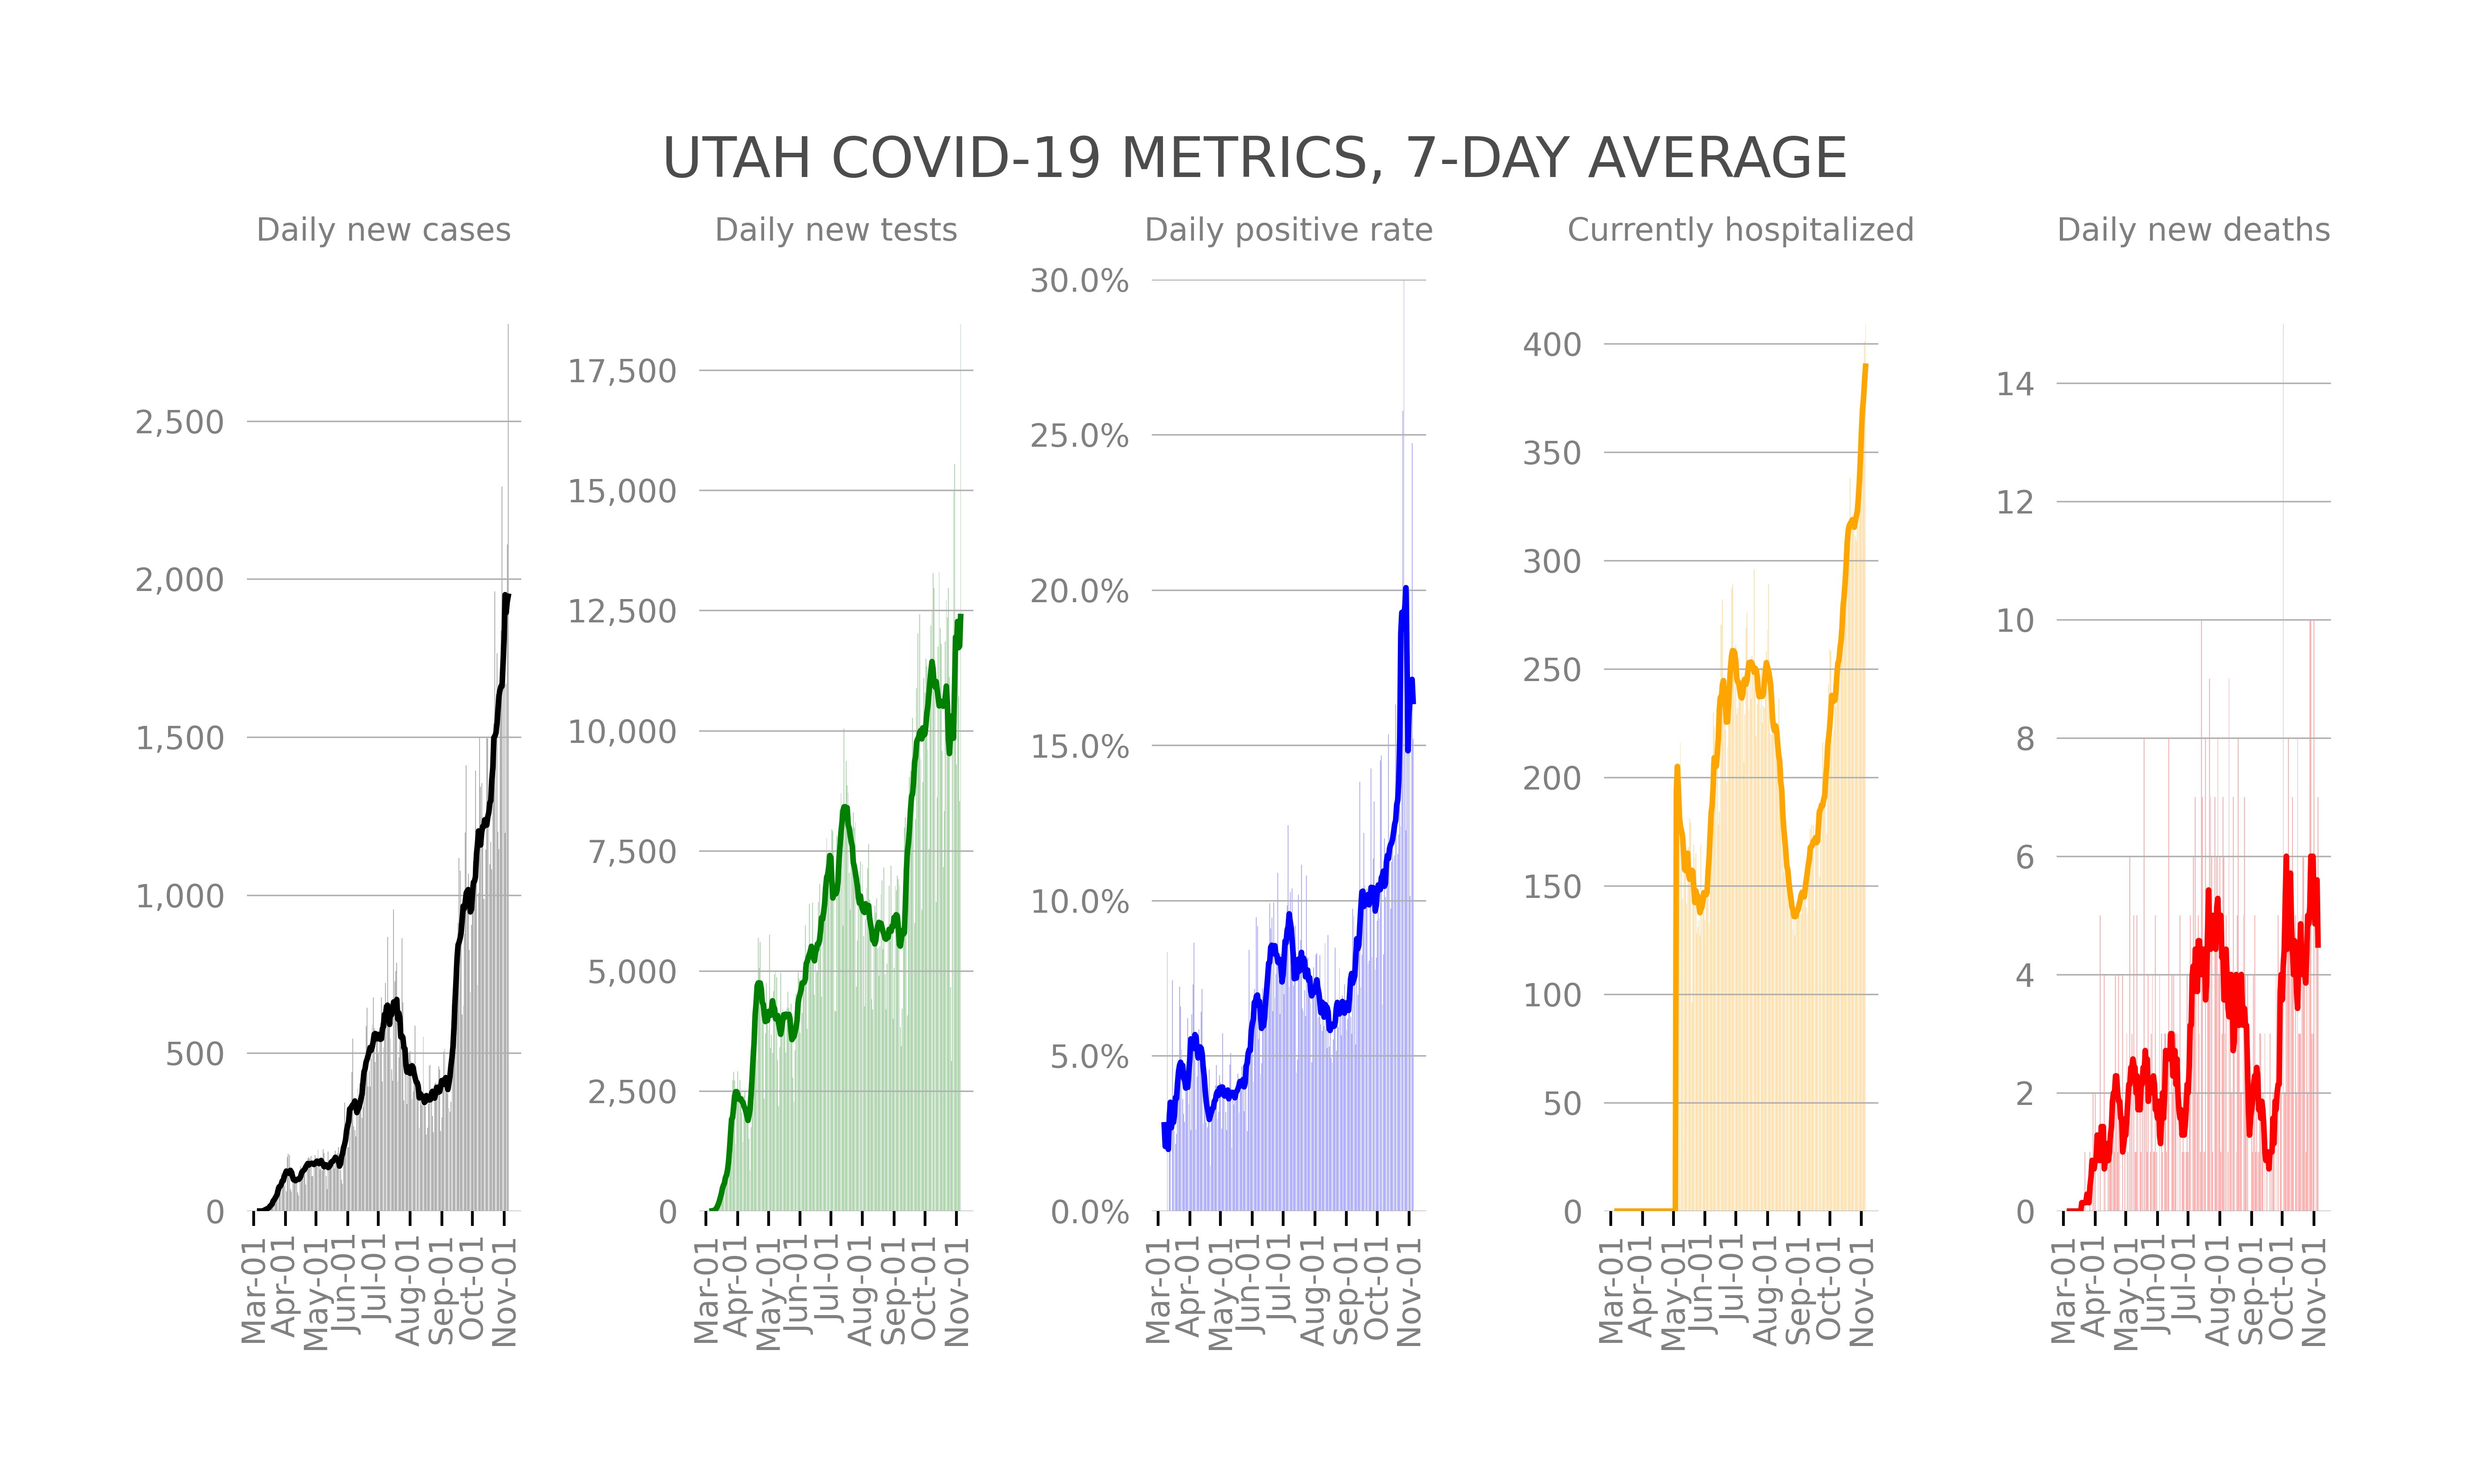 UTAH COVID-19 METRICS, 7-DAY AVERAGE
Daily new cases
2,500
2,000
1,500
1,000
500
0
Mar-01
Apr-01
May-01
Jun-01
Jul-01
Aug-01
Sep-01
Oct-01
Nov-01
Daily new tests
17,500
15,000
12,500
10,000
7,500
5,000
2,500
0
Mar-01
Apr-01
May-01
Jun-01
Jul-01
Aug-01
Sep-01
Oct-01
Nov-01
Daily positive rate
30.0%
25.0%
20.0%
15.0%
10.0%
5.0%
0.0%
Mar-01
Apr-01
May-01
Jun-01
Jul-01
Aug-01
Sep-01
Oct-01
Nov-01
Currently hospitalized
400
350
300
250
200
150
100
50
0
Mar-01
Apr-01
May-01
Jun-01
Jul-01
Aug-01
Sep-01
Oct-01
Nov-01
Daily new deaths
14
12
10
8
6
4
2
0
Mar-01
Apr-01
May-01
Jun-01
Jul-01
Aug-01
Sep-01
Oct-01
Nov-01